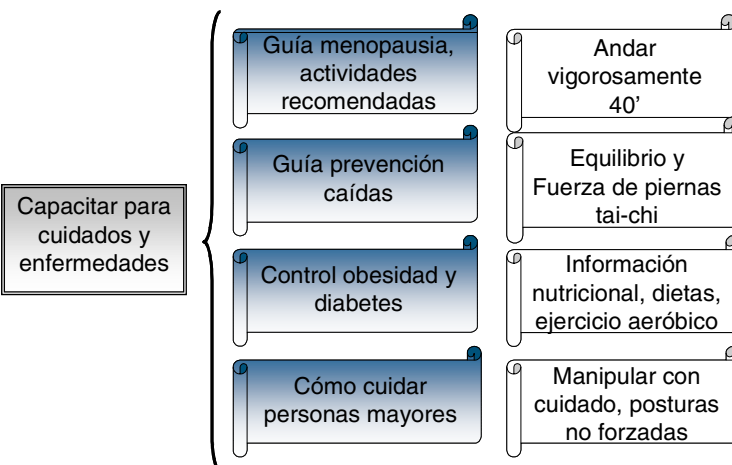 Capacitar para
cuidados y
enfermedades
Guía menopausia,
actividades
recomendadas
Andar
vigorosamente
40’
Guía prevención
caídas
Equilibrio y
Fuerza de piernas
tai-chi
Control obesidad y
diabetes
Información
nutricional, dietas,
ejercicio aeróbico
Cómo cuidar
personas mayores
Manipular con
cuidado, posturas
no forzadas